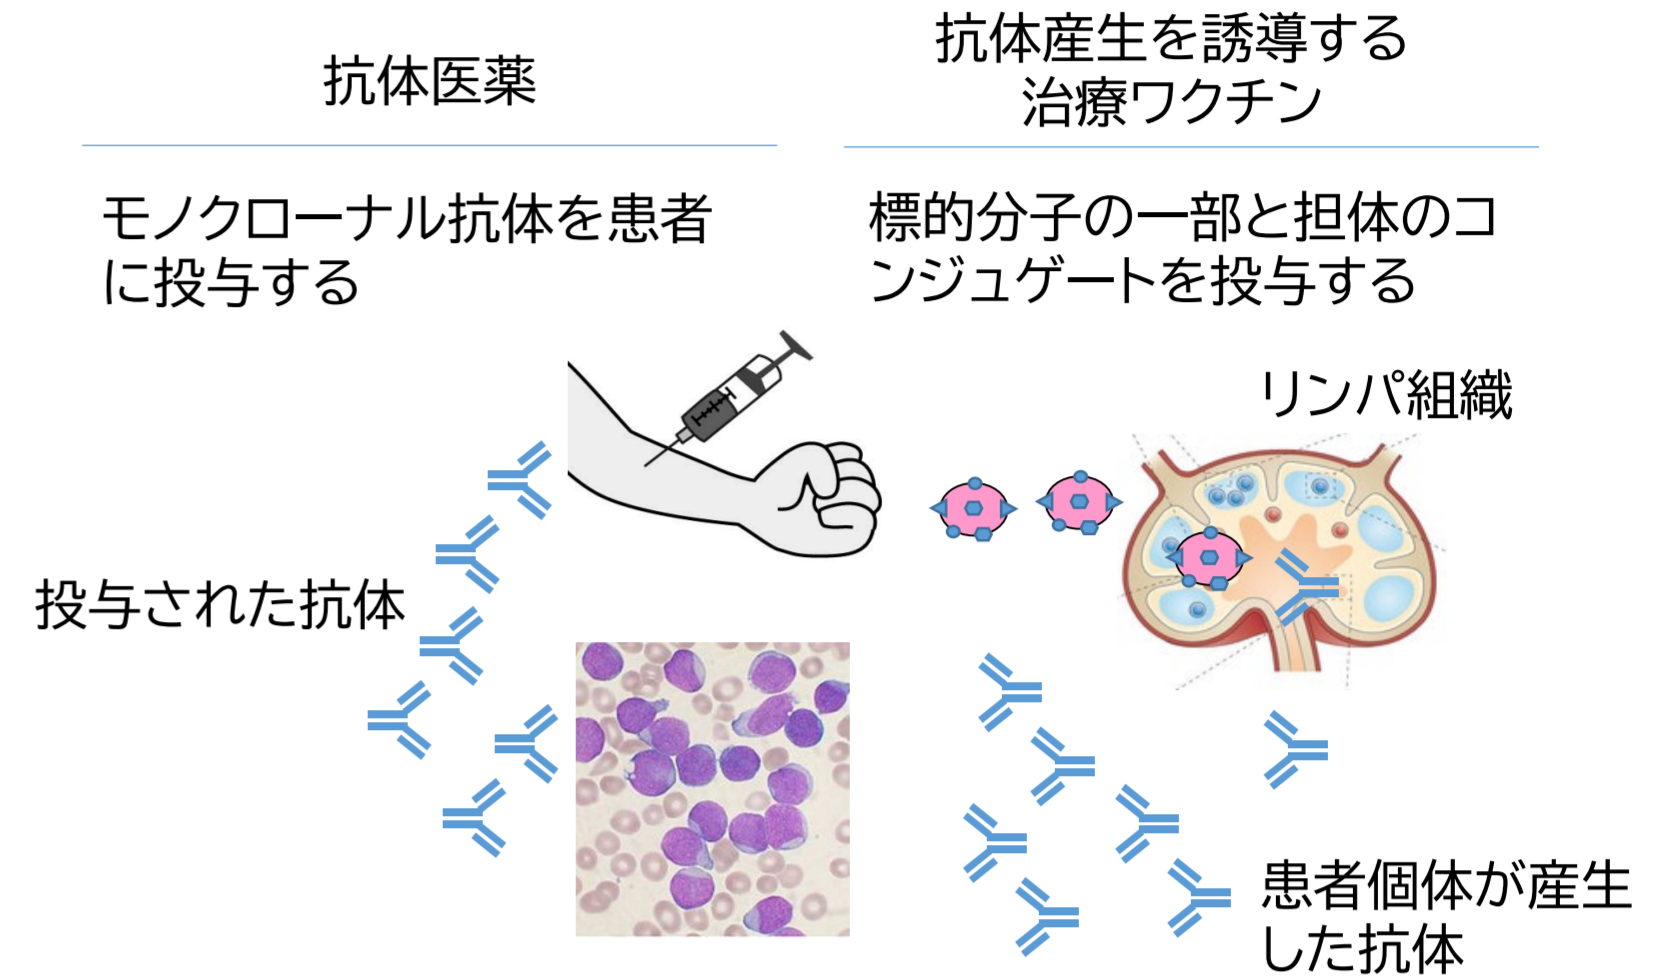 抗体医薬
抗体産生を誘導する
治療ワクチン
モノクローナル抗体を患者
に投与する
標的分子の一部と担体のコ
ンジュゲートを投与する
リンパ組織
投与された抗体
患者個体が産生
した抗体